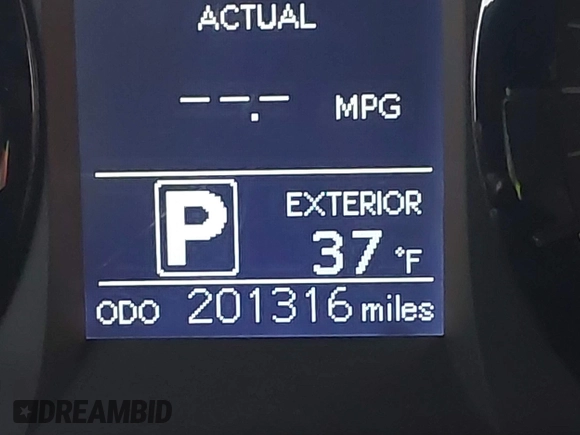 ACTUAL
--.- MPG
P
EXTERIOR
37 °F
ODO 201316 miles
DREAMBID